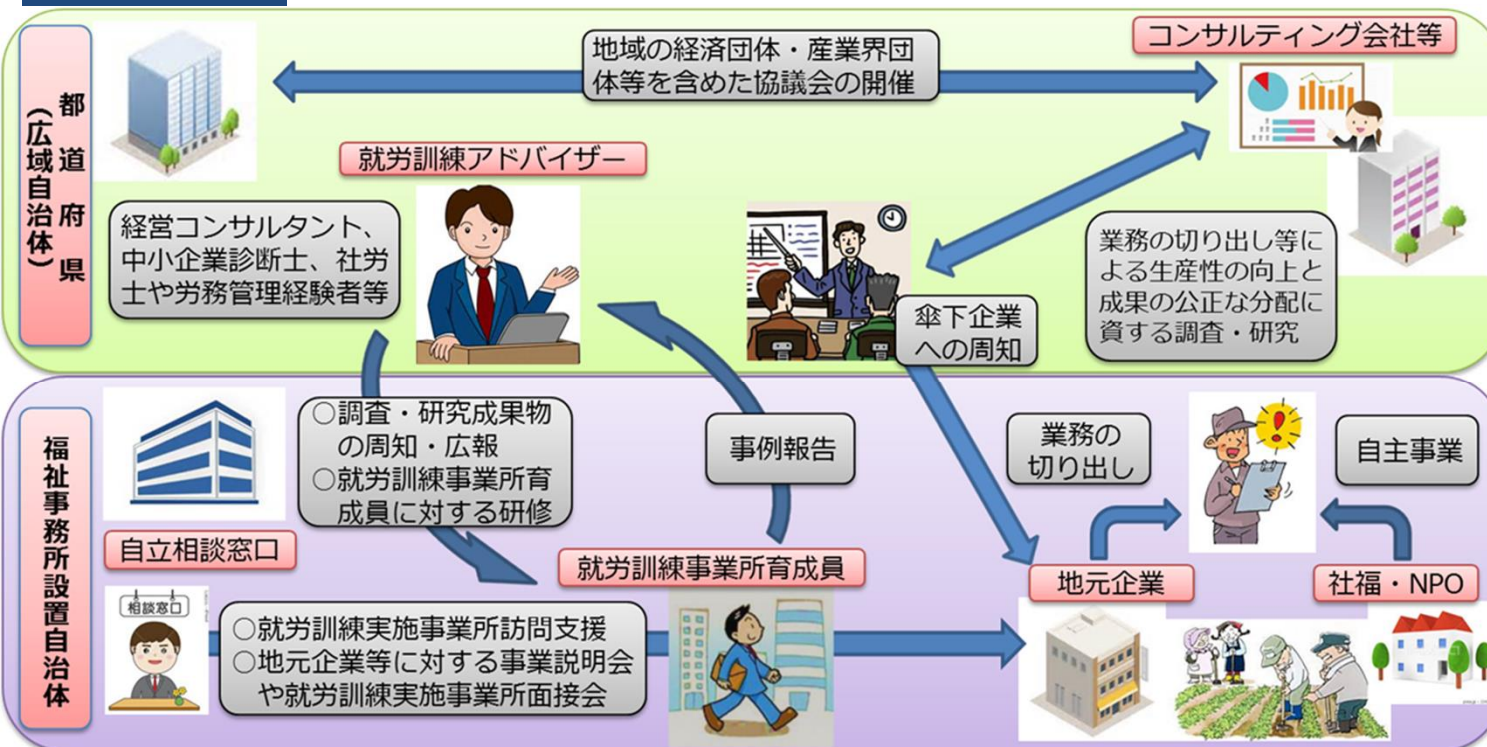 都道府県
（広域自治体）
地域の経済団体・産業界団
体等を含めた協議会の開催
コンサルティング会社等
就労訓練アドバイザー
経営コンサルタント、
中小企業診断士、社労
士や労務管理経験者等
傘下企業
への周知
業務の切り出し等に
よる生産性の向上と
成果の公正な分配に
資する調査・研究
福祉事務所設置自治体
自立相談窓口
相談窓口
○調査・研究成果物
の周知・広報
○就労訓練事業所育
成員に対する研修
事例報告
業務の
切り出し
自主事業
就労訓練事業所育成員
地元企業
社福・NPO
○就労訓練実施事業所訪問支援
○地元企業等に対する事業説明会
や就労訓練実施事業所面接会